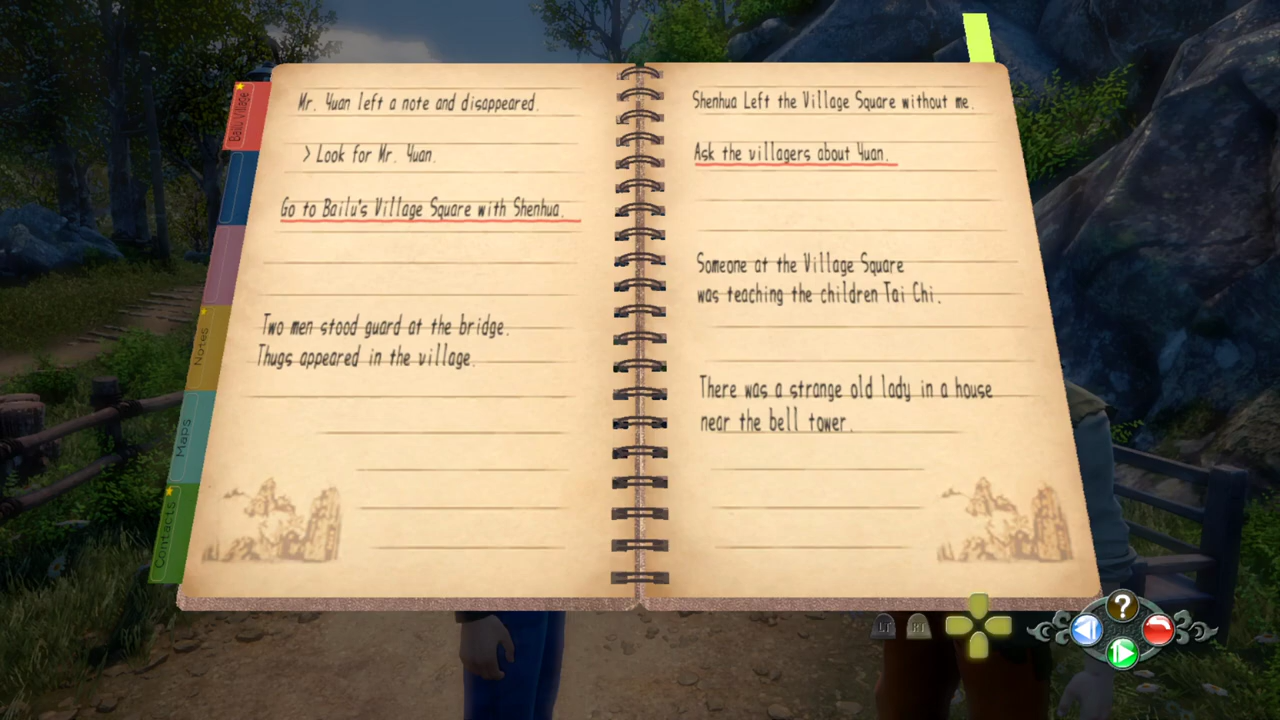 Bailu Village
Notes
Maps
Contacts
Mr. Yuan left a note and disappeared.
> Look for Mr. Yuan.
Go to Bailu's Village Square with Shenhua.
Two men stood guard at the bridge.
Thugs appeared in the village.
Shenhua Left the Village Square without me.
Ask the villagers about Yuan.
Someone at the Village Square
was teaching the children Tai Chi.
There was a strange old lady in a house
near the bell tower.
LT RT
?